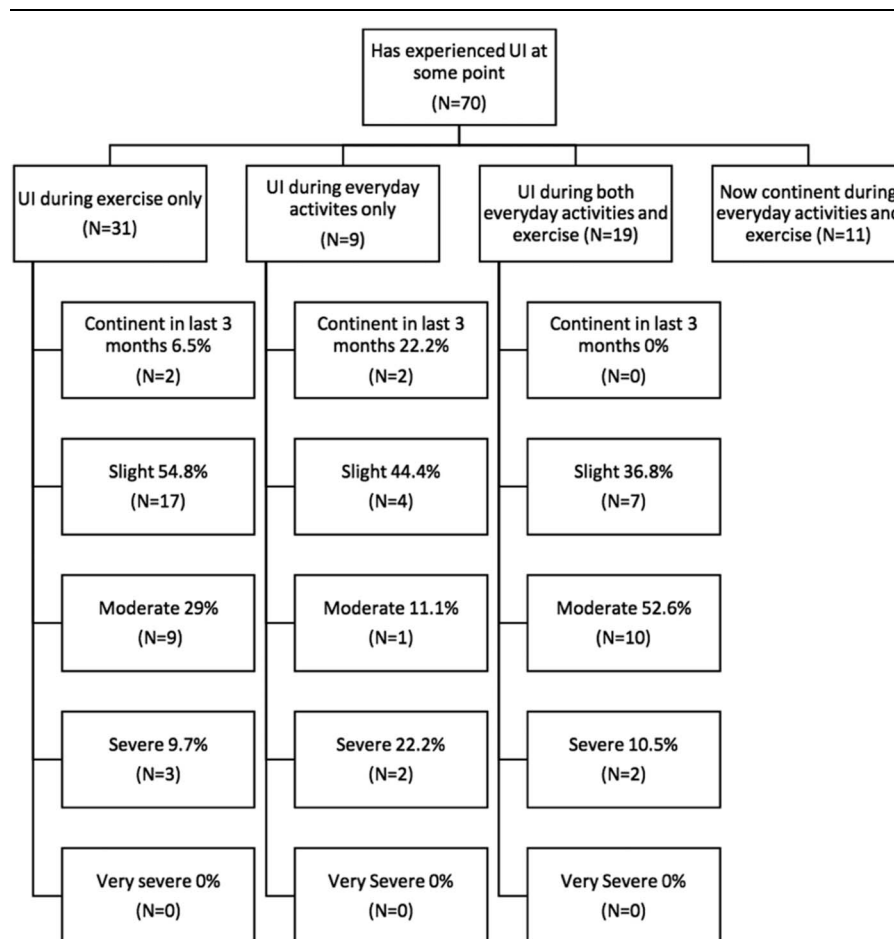 Has experienced UI at
some point
(N=70)
UI during exercise only
(N=31)
UI during everyday
activites only
(N=9)
UI during both
everyday activities and
exercise (N=19)
Now continent during
everyday activities and
exercise (N=11)
Continent in last 3
months 6.5%
(N=2)
Continent in last 3
months 22.2%
(N=2)
Continent in last 3
months 0%
(N=0)
Slight 54.8%
(N=17)
Slight 44.4%
(N=4)
Slight 36.8%
(N=7)
Moderate 29%
(N=9)
Moderate 11.1%
(N=1)
Moderate 52.6%
(N=10)
Severe 9.7%
(N=3)
Severe 22.2%
(N=2)
Severe 10.5%
(N=2)
Very severe 0%
(N=0)
Very Severe 0%
(N=0)
Very Severe 0%
(N=0)